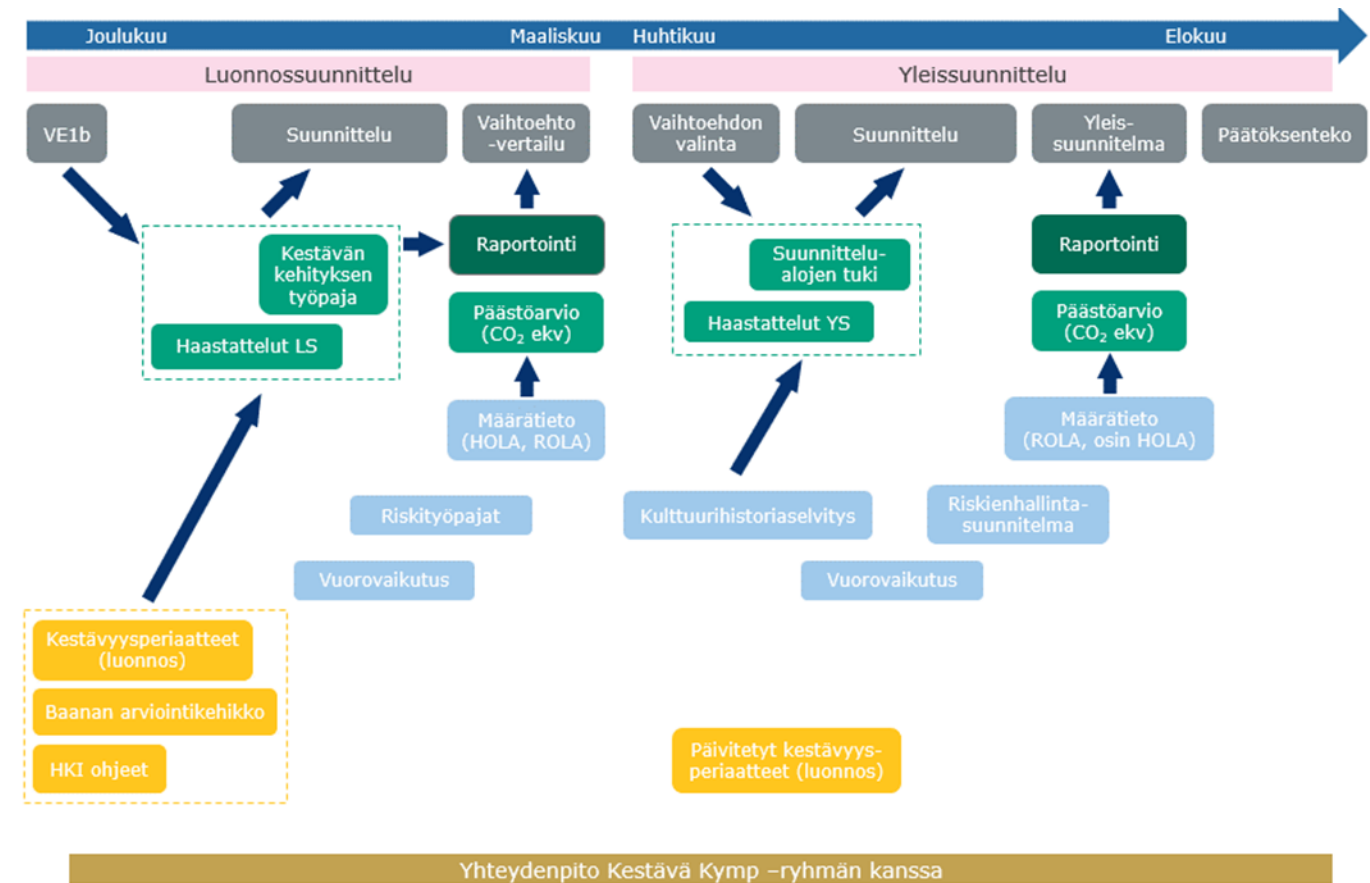 Joulukuu Maaliskuu Huhtikuu Elokuu
Luonnossuunnittelu
Yleissuunnittelu
VE1b
Suunnittelu
Vaihtoehto
-vertailu
Vaihtoehdon
valinta
Suunnittelu
Yleis-
suunnitelma
Päätöksenteko
Kestävän
kehityksen
työpaja
Haastattelut LS
Raportointi
Päästöarvio
(CO₂ ekv)
Määrätieto
(HOLA, ROLA)
Suunnittelu-
alojen tuki
Haastattelut YS
Raportointi
Päästöarvio
(CO₂ ekv)
Määrätieto
(ROLA, osin HOLA)
Riskityöpajat
Kulttuurihistoriaselvitys
Riskienhallinta-
suunnitelma
Vuorovaikutus
Vuorovaikutus
Kestävyysperiaatteet
(luonnos)
Baanan arviointikehikko
HKI ohjeet
Päivitetyt kestävyys-
periaatteet (luonnos)
Yhteydenpito Kestävä Kymp –ryhmän kanssa